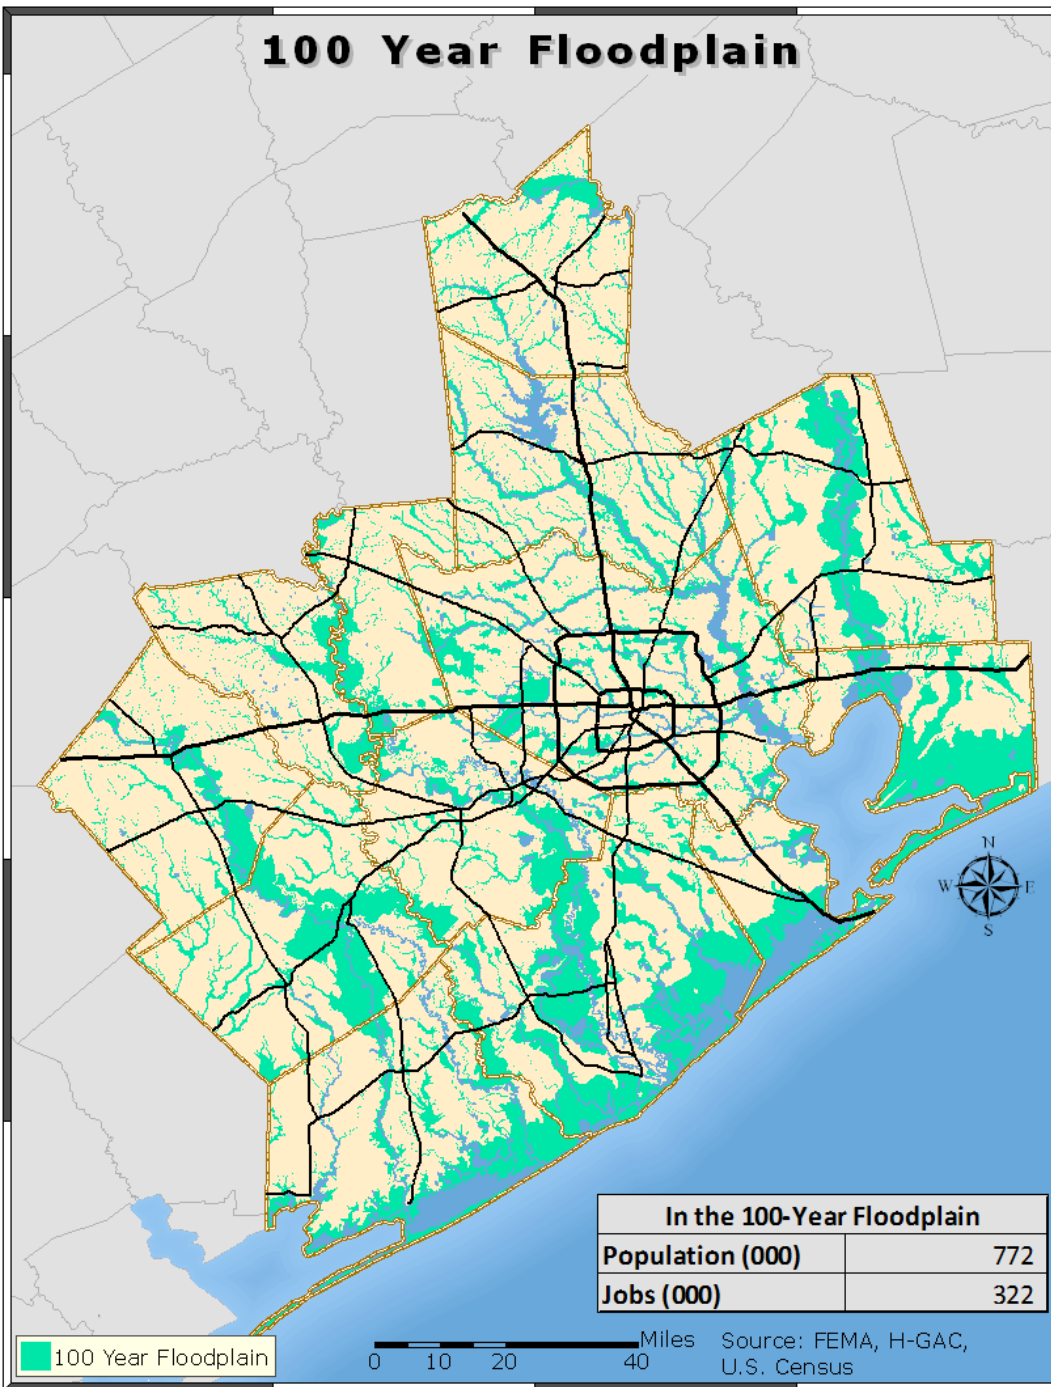 100 Year Floodplain
N
W E
S
In the 100-Year Floodplain
Population (000) 772
Jobs (000) 322
100 Year Floodplain
Miles
0 10 20 40
Source: FEMA, H-GAC,
U.S. Census